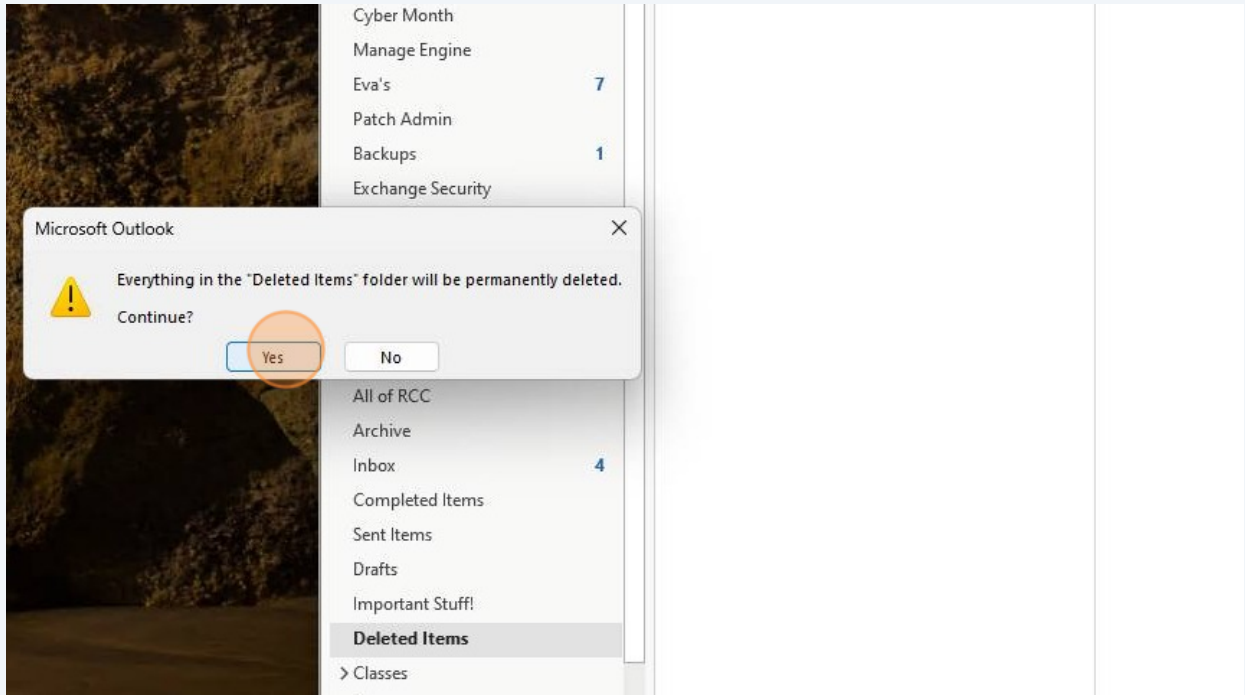 Cyber Month
Manage Engine
Eva's 7
Patch Admin
Backups 1
Exchange Security
Microsoft Outlook
Everything in the "Deleted Items" folder will be permanently deleted.
Continue?
Yes No
All of RCC
Archive
Inbox 4
Completed Items
Sent Items
Drafts
Important Stuff!
Deleted Items
Classes